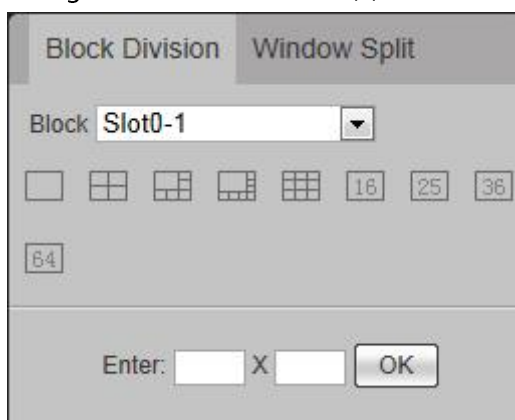 Block Division Window Split
Block Slot0-1
16 25 36
64
Enter: X OK